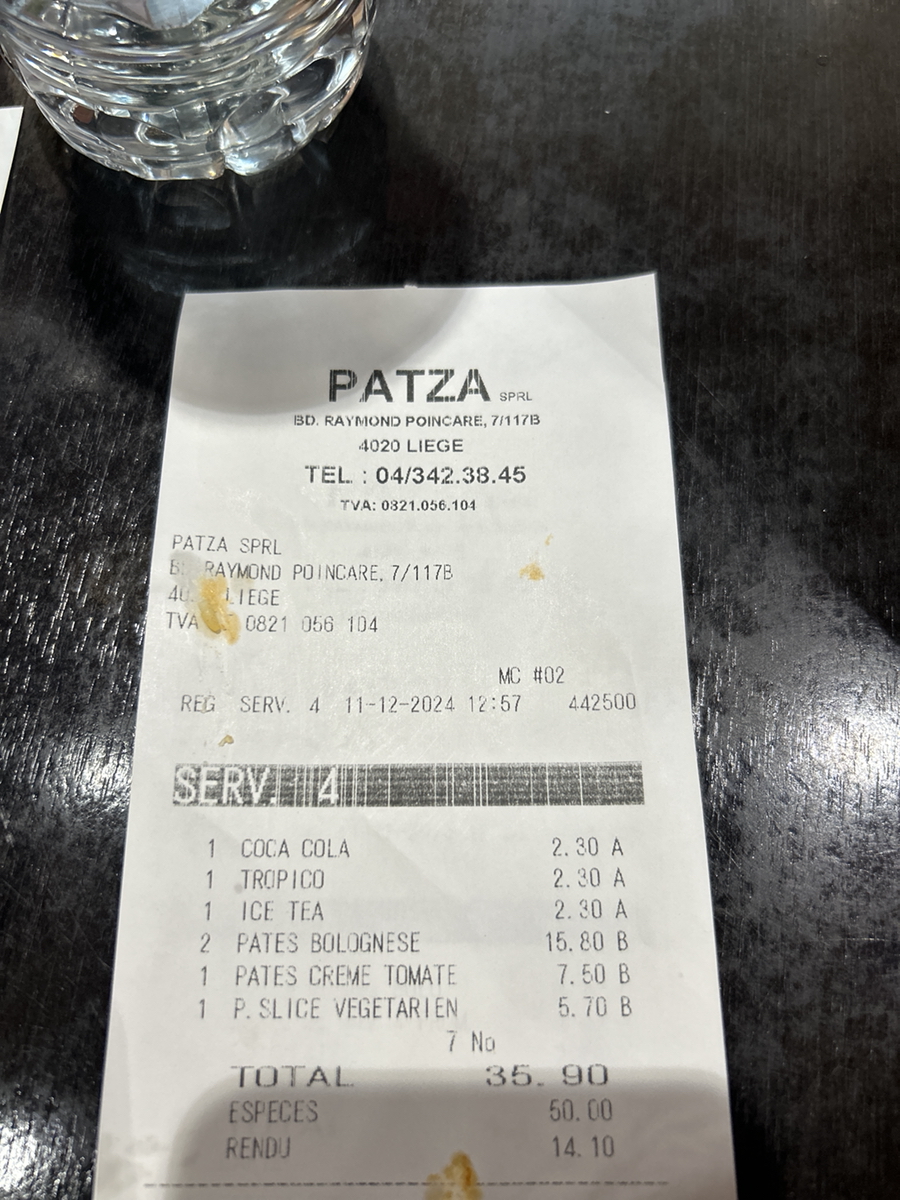 PATZA SPRL
BD. RAYMOND POINCARE, 7/117B
4020 LIEGE
TEL : 04/342.38.45
TVA: 0821.056.104
PATZA SPRL
RAYMOND POINCARE, 7/117B
LIEGE
TVA 0821 056 104
MC #02
REG SERV. 4 11-12-2024 12:57 442500
SERV. 4
1 COCA COLA 2.30 A
1 TROPICO 2.30 A
1 ICE TEA 2.30 A
2 PATES BOLOGNESE 15.80 B
1 PATES CREME TOMATE 7.50 B
1 P.SLICE VEGETARIEN 5.70 B
7 No
TOTAL 35.90
ESPECES 50.00
RENDU 14.10